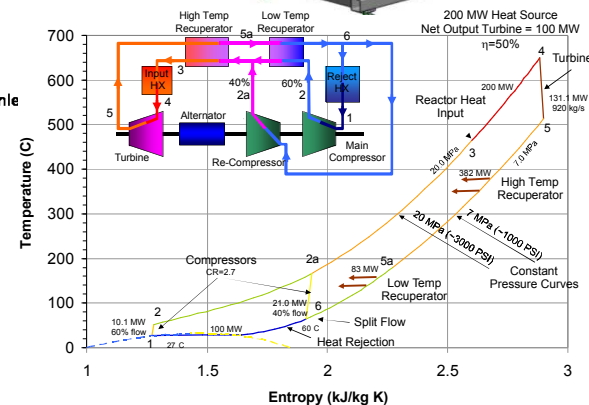 200 MW Heat Source
Net Output Turbine = 100 MW
η=50%
High Temp
Recuperator
Low Temp
Recuperator
5a
6
3
Input
HX
4
5
40%
2a
60%
2
Reject
HX
1
Alternator
Turbine
Re-Compressor
Main
Compressor
Temperature (C)
700
600
500
400
300
200
100
0
4
Turbine
200 MW
131.1 MW
920 kg/s
Reactor Heat
Input
5
3
20.0 MPa
7.0 MPa
382 MW
High Temp
Recuperator
20 MPa (~3000 PSI)
7 MPa (~1000 PSI)
Constant
Pressure Curves
Compressors
CR=2.7
2a
5a
83 MW
Low Temp
Recuperator
21.0 MW
40% flow
6
Split Flow
60 C
Heat Rejection
2
10.1 MW
60% flow
100 MW
1
27 C
1
1.5
2
2.5
3
Entropy (kJ/kg K)